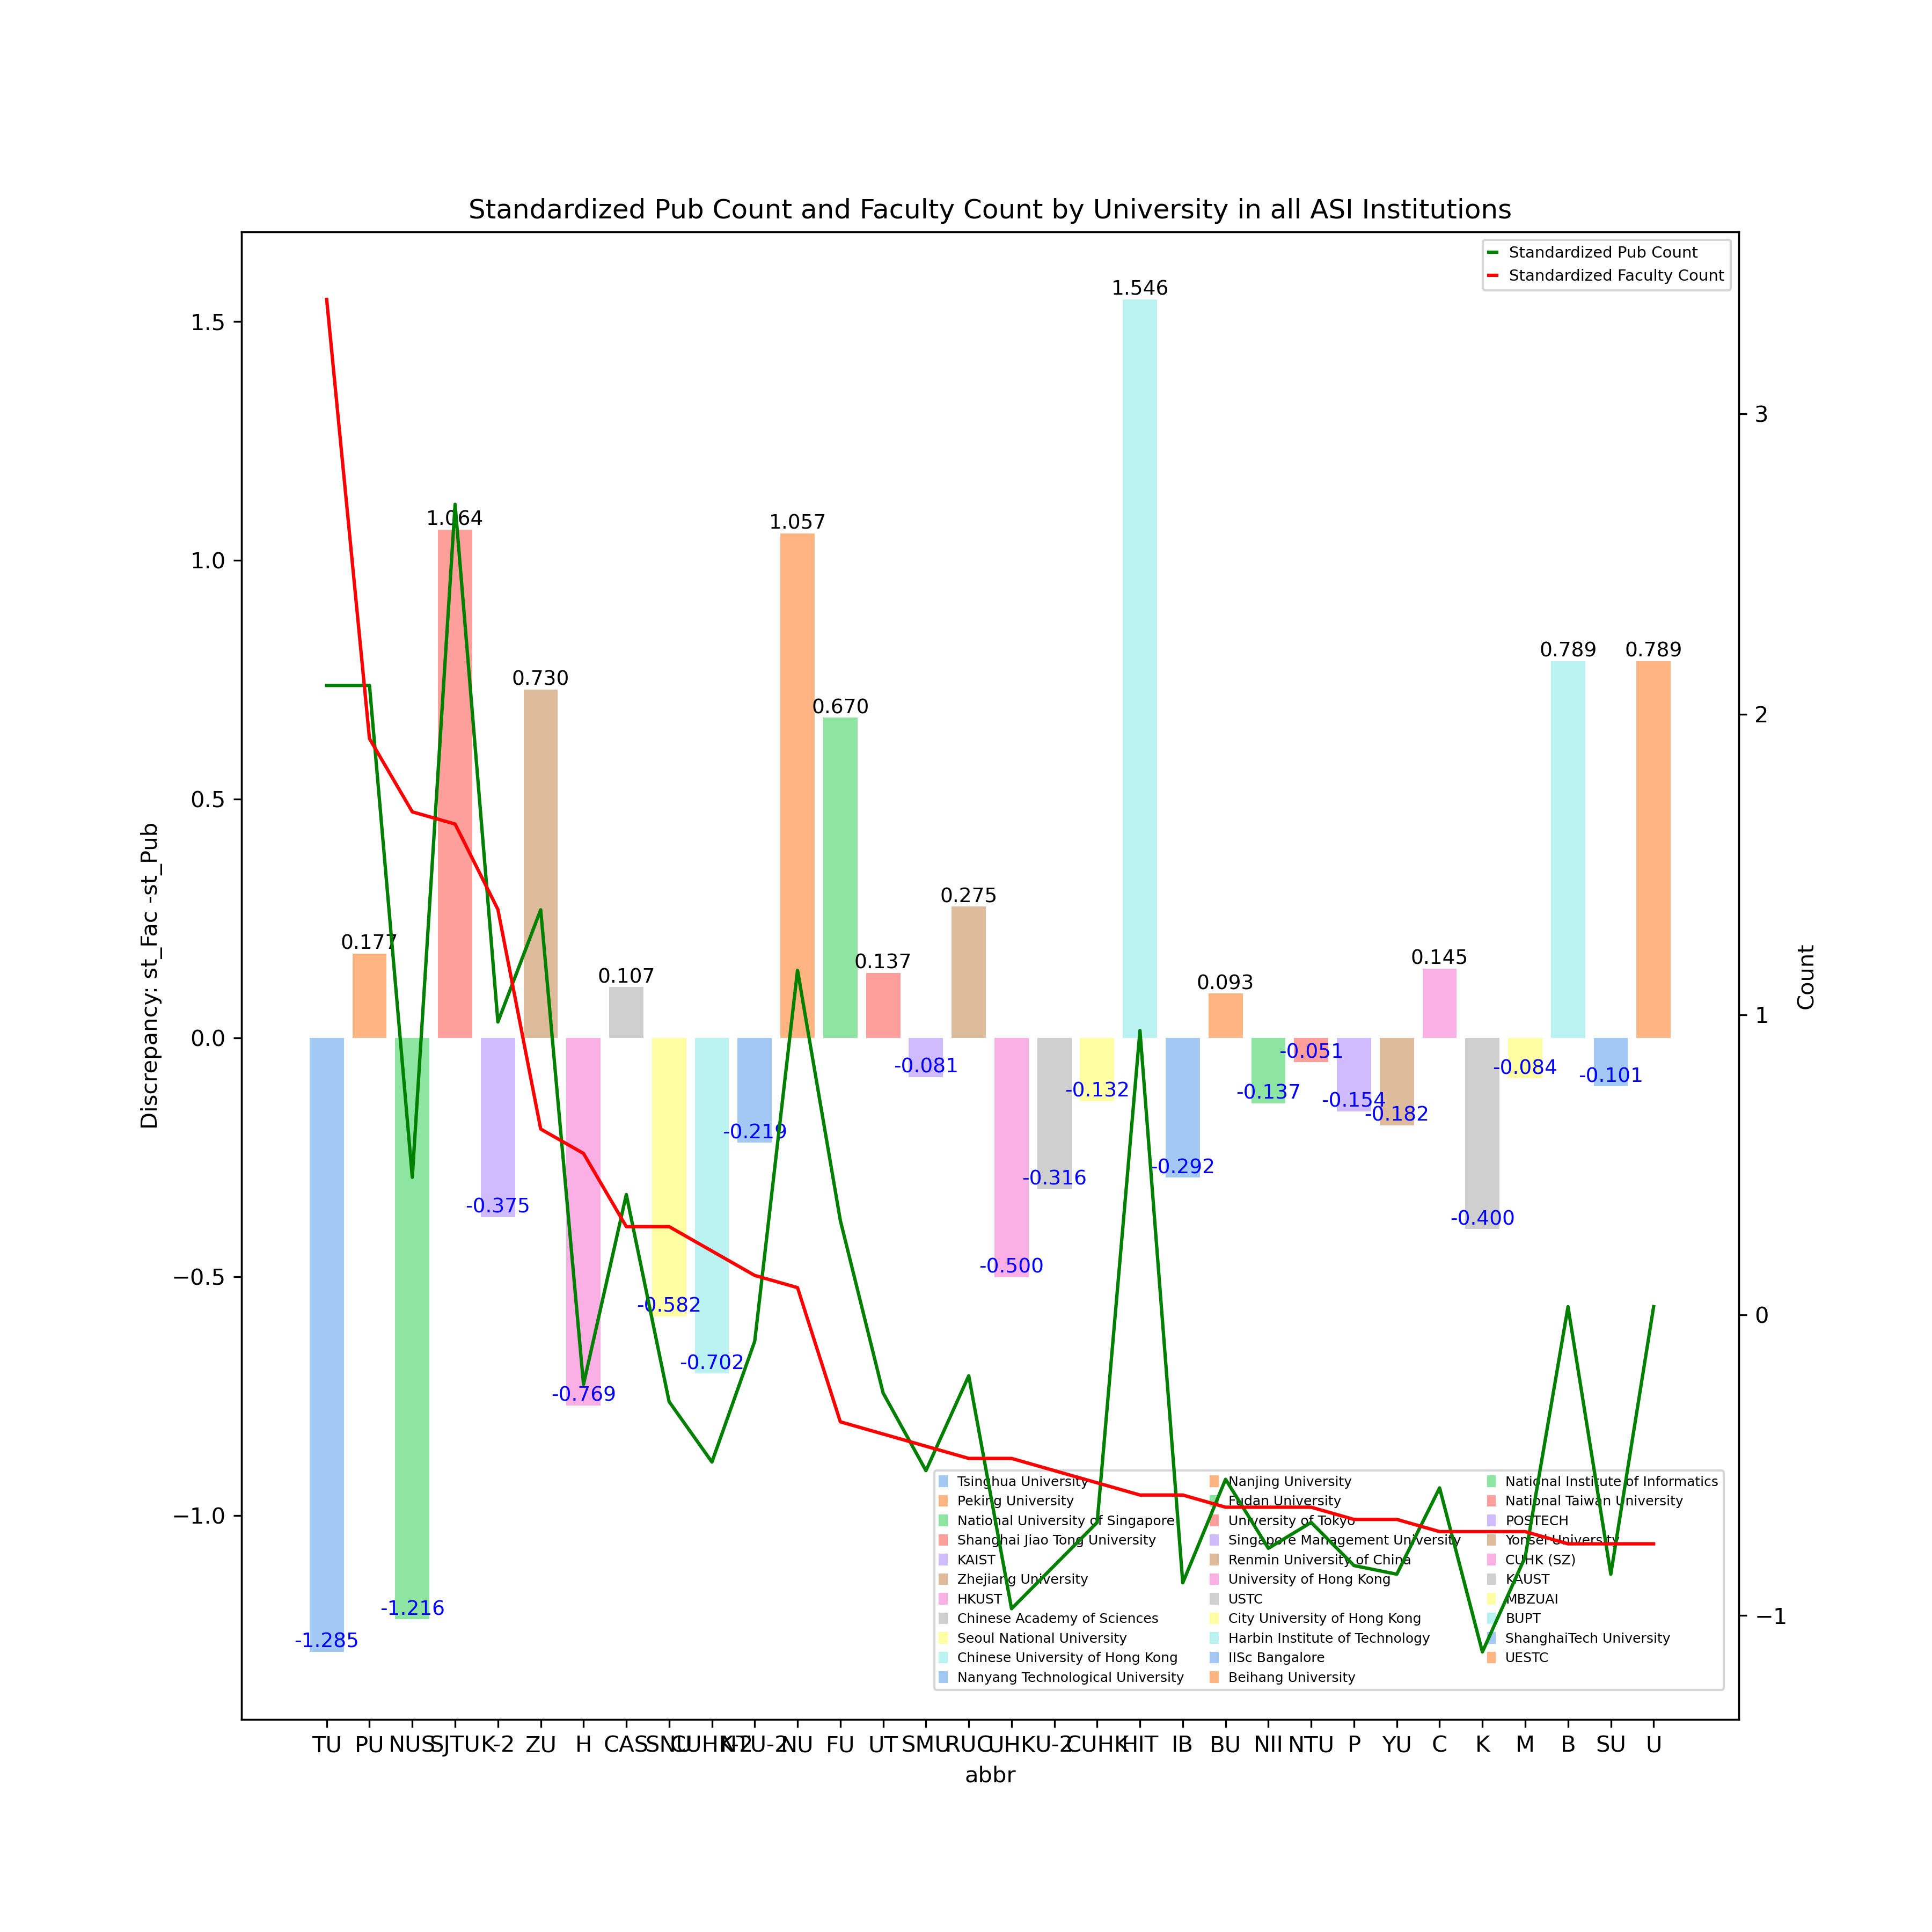 Standardized Pub Count and Faculty Count by University in all ASI Institutions
Standardized Pub Count
Standardized Faculty Count
Discrepancy: st_Fac -st_Pub
1.5
1.0
0.5
0.0
−0.5
−1.0
-1.285
0.177
-1.216
1.064
-0.375
0.730
-0.769
0.107
-0.582
-0.702
-0.219
1.057
0.670
0.137
-0.081
0.275
-0.500
-0.316
-0.132
1.546
-0.292
0.093
-0.137
-0.051
-0.154
-0.182
0.145
-0.400
-0.084
0.789
-0.101
0.789
3
2
1
0
−1
Count
Tsinghua University
Peking University
National University of Singapore
Shanghai Jiao Tong University
KAIST
Zhejiang University
HKUST
Chinese Academy of Sciences
Seoul National University
Chinese University of Hong Kong
Nanyang Technological University
Nanjing University
Fudan University
University of Tokyo
Singapore Management University
Renmin University of China
University of Hong Kong
USTC
City University of Hong Kong
Harbin Institute of Technology
IISc Bangalore
Beihang University
National Institute of Informatics
National Taiwan University
POSTECH
Yonsei University
CUHK (SZ)
KAUST
MBZUAI
BUPT
ShanghaiTech University
UESTC
TU PU NUS SJTU K-2 ZU H CAS SNU CUHK-2 NTU-2 NU FU UT SMU RUC UHK U-2 CUHK HIT IB BU NII NTU P YU C K M B SU U
abbr